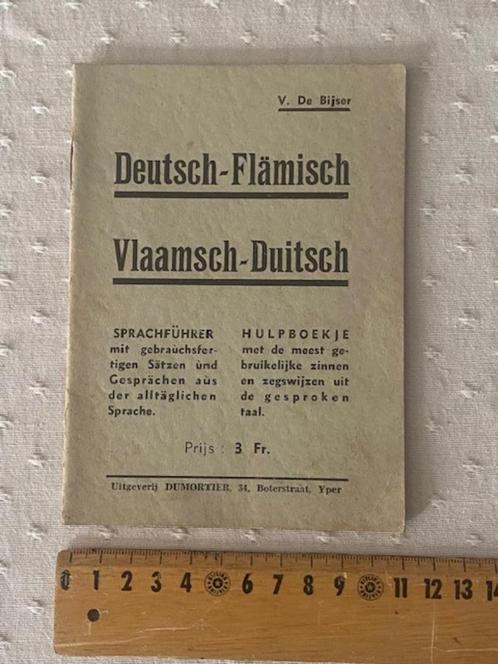 V. De Bijser
Deutsch-Flämisch
Vlaamsch-Duitsch
SPRACHFÜHRER
mit gebrauchsfer-
tigen Sätzen ùnd
Gesprächen aus
der alltäglichen
Sprache.
HULPBOEKJE
met de meest ge-
bruikelijke zinnen
en zegswijzen uit
de gesproken
taal.
Prijs : 3 Fr.
Uitgeverij DUMORTIER, 34, Boterstraat, Yper
0 1 2 3 4 6 7 8 9 11 12 13 14